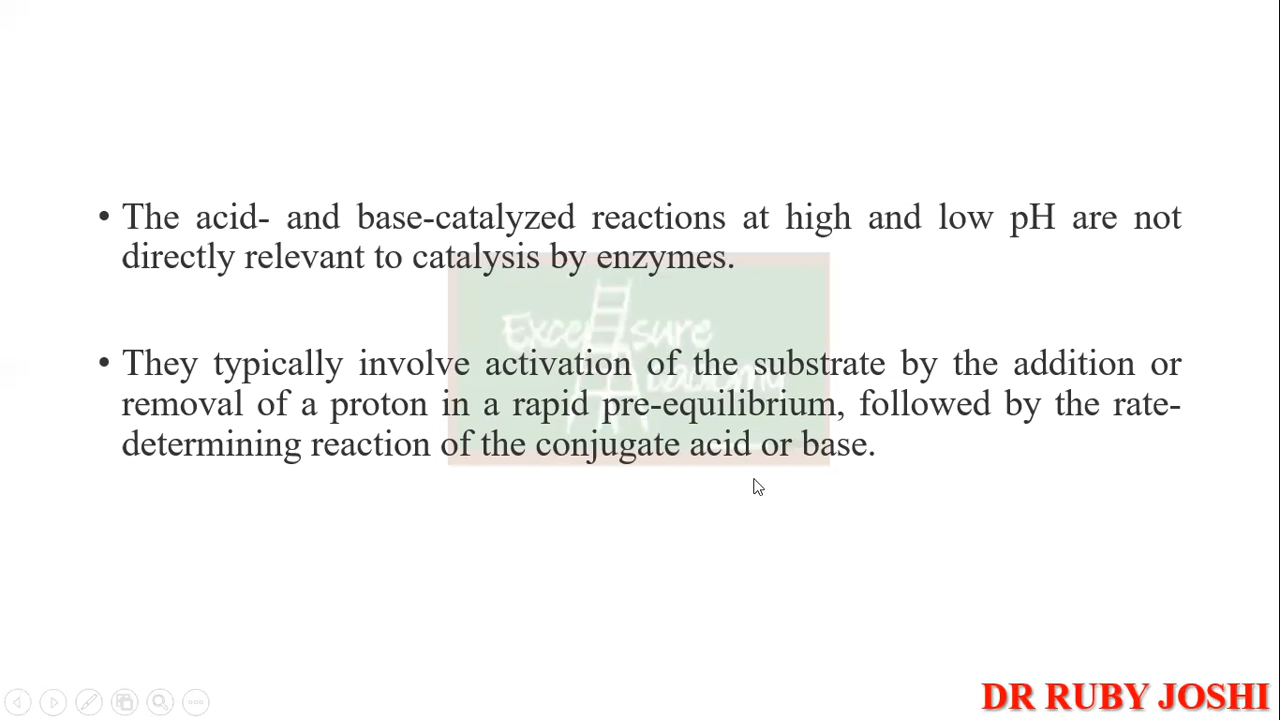 • The acid- and base-catalyzed reactions at high and low pH are not
directly relevant to catalysis by enzymes.
Exce sure
• They typically involve activation of the substrate by the addition or
removal of a proton in a rapid pre-equilibrium, followed by the rate-
determining reaction of the conjugate acid or base.
DR RUBY JOSHI